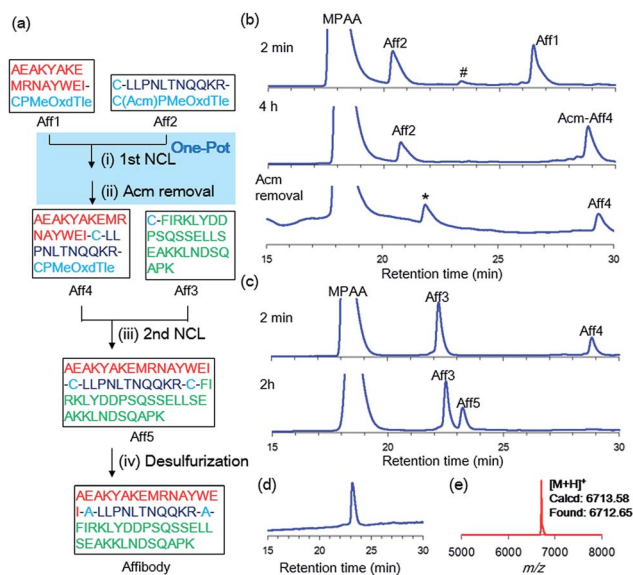 (a)
AEAKYAKE
MRNAYWEI-
CPMeOxdTle
Aff1
C-LLPNLTNQQKR-
C(Acm)PMeOxdTle
Aff2
One-Pot
(i) 1st NCL
(ii) Acm removal
AEAKYAKEMR
NAYWEI-C-LL
PNLTNQQKR-
CPMeOxdTle
Aff4
C-FIRKLYDD
PSQSSELLS
EAKKLNDSQ
APK
Aff3
(iii) 2nd NCL
AEAKYAKEMRNAYWEI
-C-LLPNLTNQQKR-C-FI
RKLYDDPSQSSELLSE
AKKLNDSQAPK
Aff5
(iv) Desulfurization
AEAKYAKEMRNAYWE
I-A-LLPNLTNQQKR-A-
FIRKLYDDPSQSSELL
SEAKKLNDSQAPK
Affibody
(b)
MPAA
2 min
Aff2
#
Aff1
4 h
Aff2
Acm-Aff4
Acm
removal
*
Aff4
15 20 25 30
Retention time (min)
(c)
MPAA
2 min
Aff3
Aff4
2h
Aff3
Aff5
15 20 25 30
Retention time (min)
(d)
15 20 25 30
Retention time (min)
(e)
[M+H]+
Calcd: 6713.58
Found: 6712.65
5000 6000 7000 8000
m/z